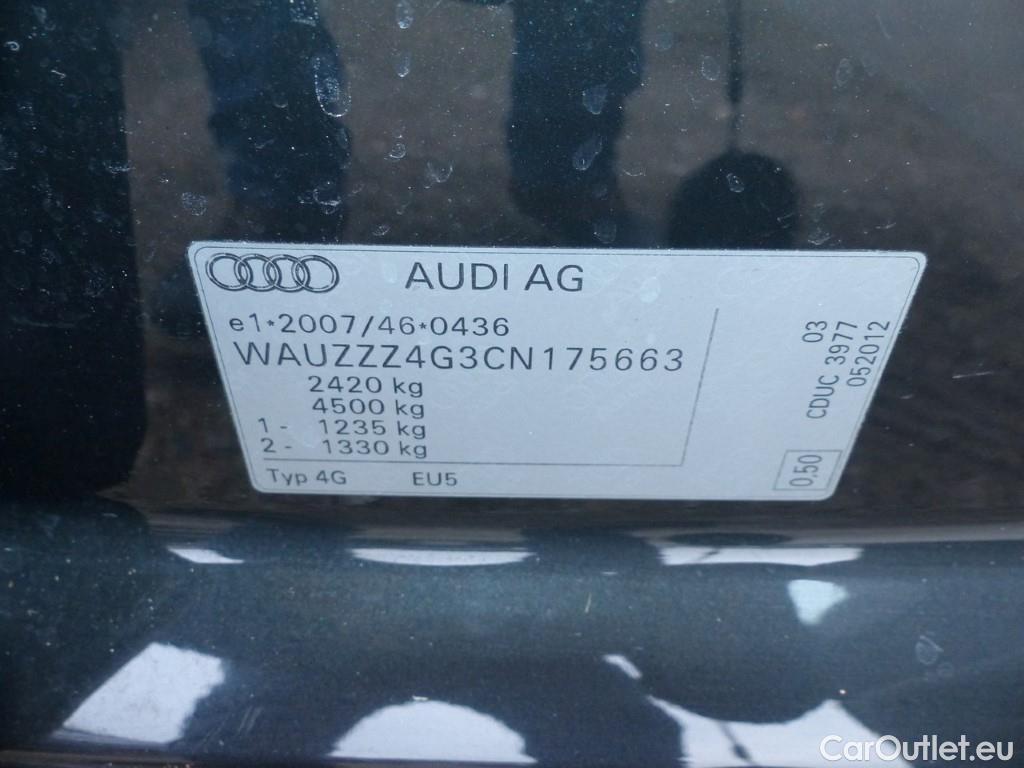 AUDI AG
e1*2007/46*0436
WAUZZZ4G3CN175663
2420 kg
4500 kg
1 - 1235 kg
2 - 1330 kg
Typ 4G EU5
03
CDUC 3977
052012
0,50
CarOutlet.eu